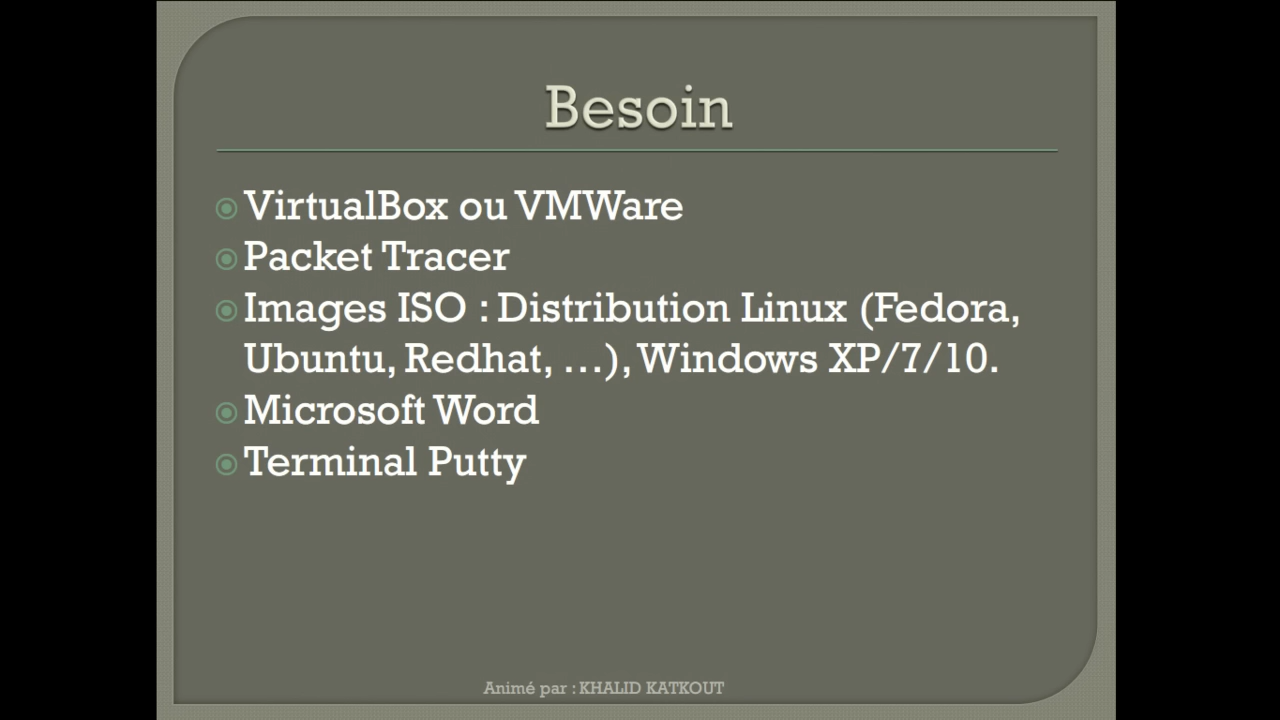 Besoin
VirtualBox ou VMWare
Packet Tracer
Images ISO : Distribution Linux (Fedora,
Ubuntu, Redhat, …), Windows XP/7/10.
Microsoft Word
Terminal Putty
Animé par : KHALID KATKOUT